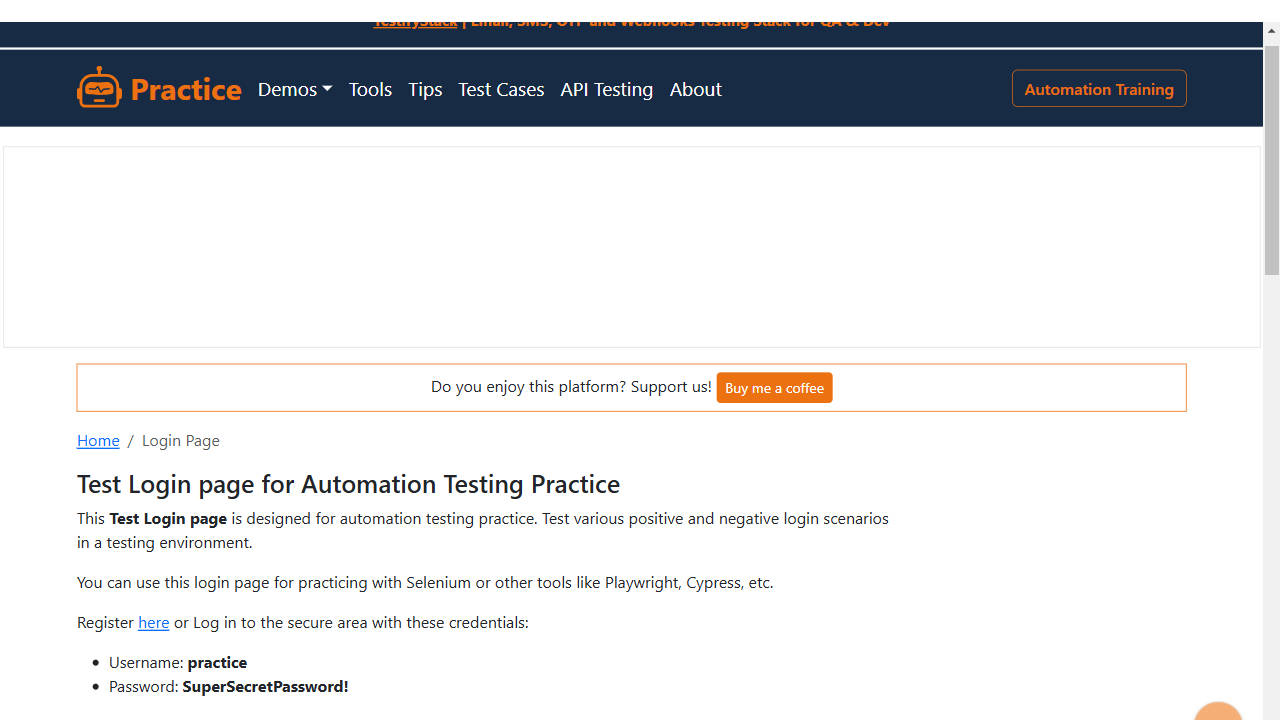 TestifyStack | Email, SMS, OTP and Webhooks Testing Stack for QA & Dev
Practice Demos Tools Tips Test Cases API Testing About Automation Training
Do you enjoy this platform? Support us! Buy me a coffee
Home / Login Page
Test Login page for Automation Testing Practice
This Test Login page is designed for automation testing practice. Test various positive and negative login scenarios
in a testing environment.
You can use this login page for practicing with Selenium or other tools like Playwright, Cypress, etc.
Register here or Log in to the secure area with these credentials:
Username: practice
Password: SuperSecretPassword!